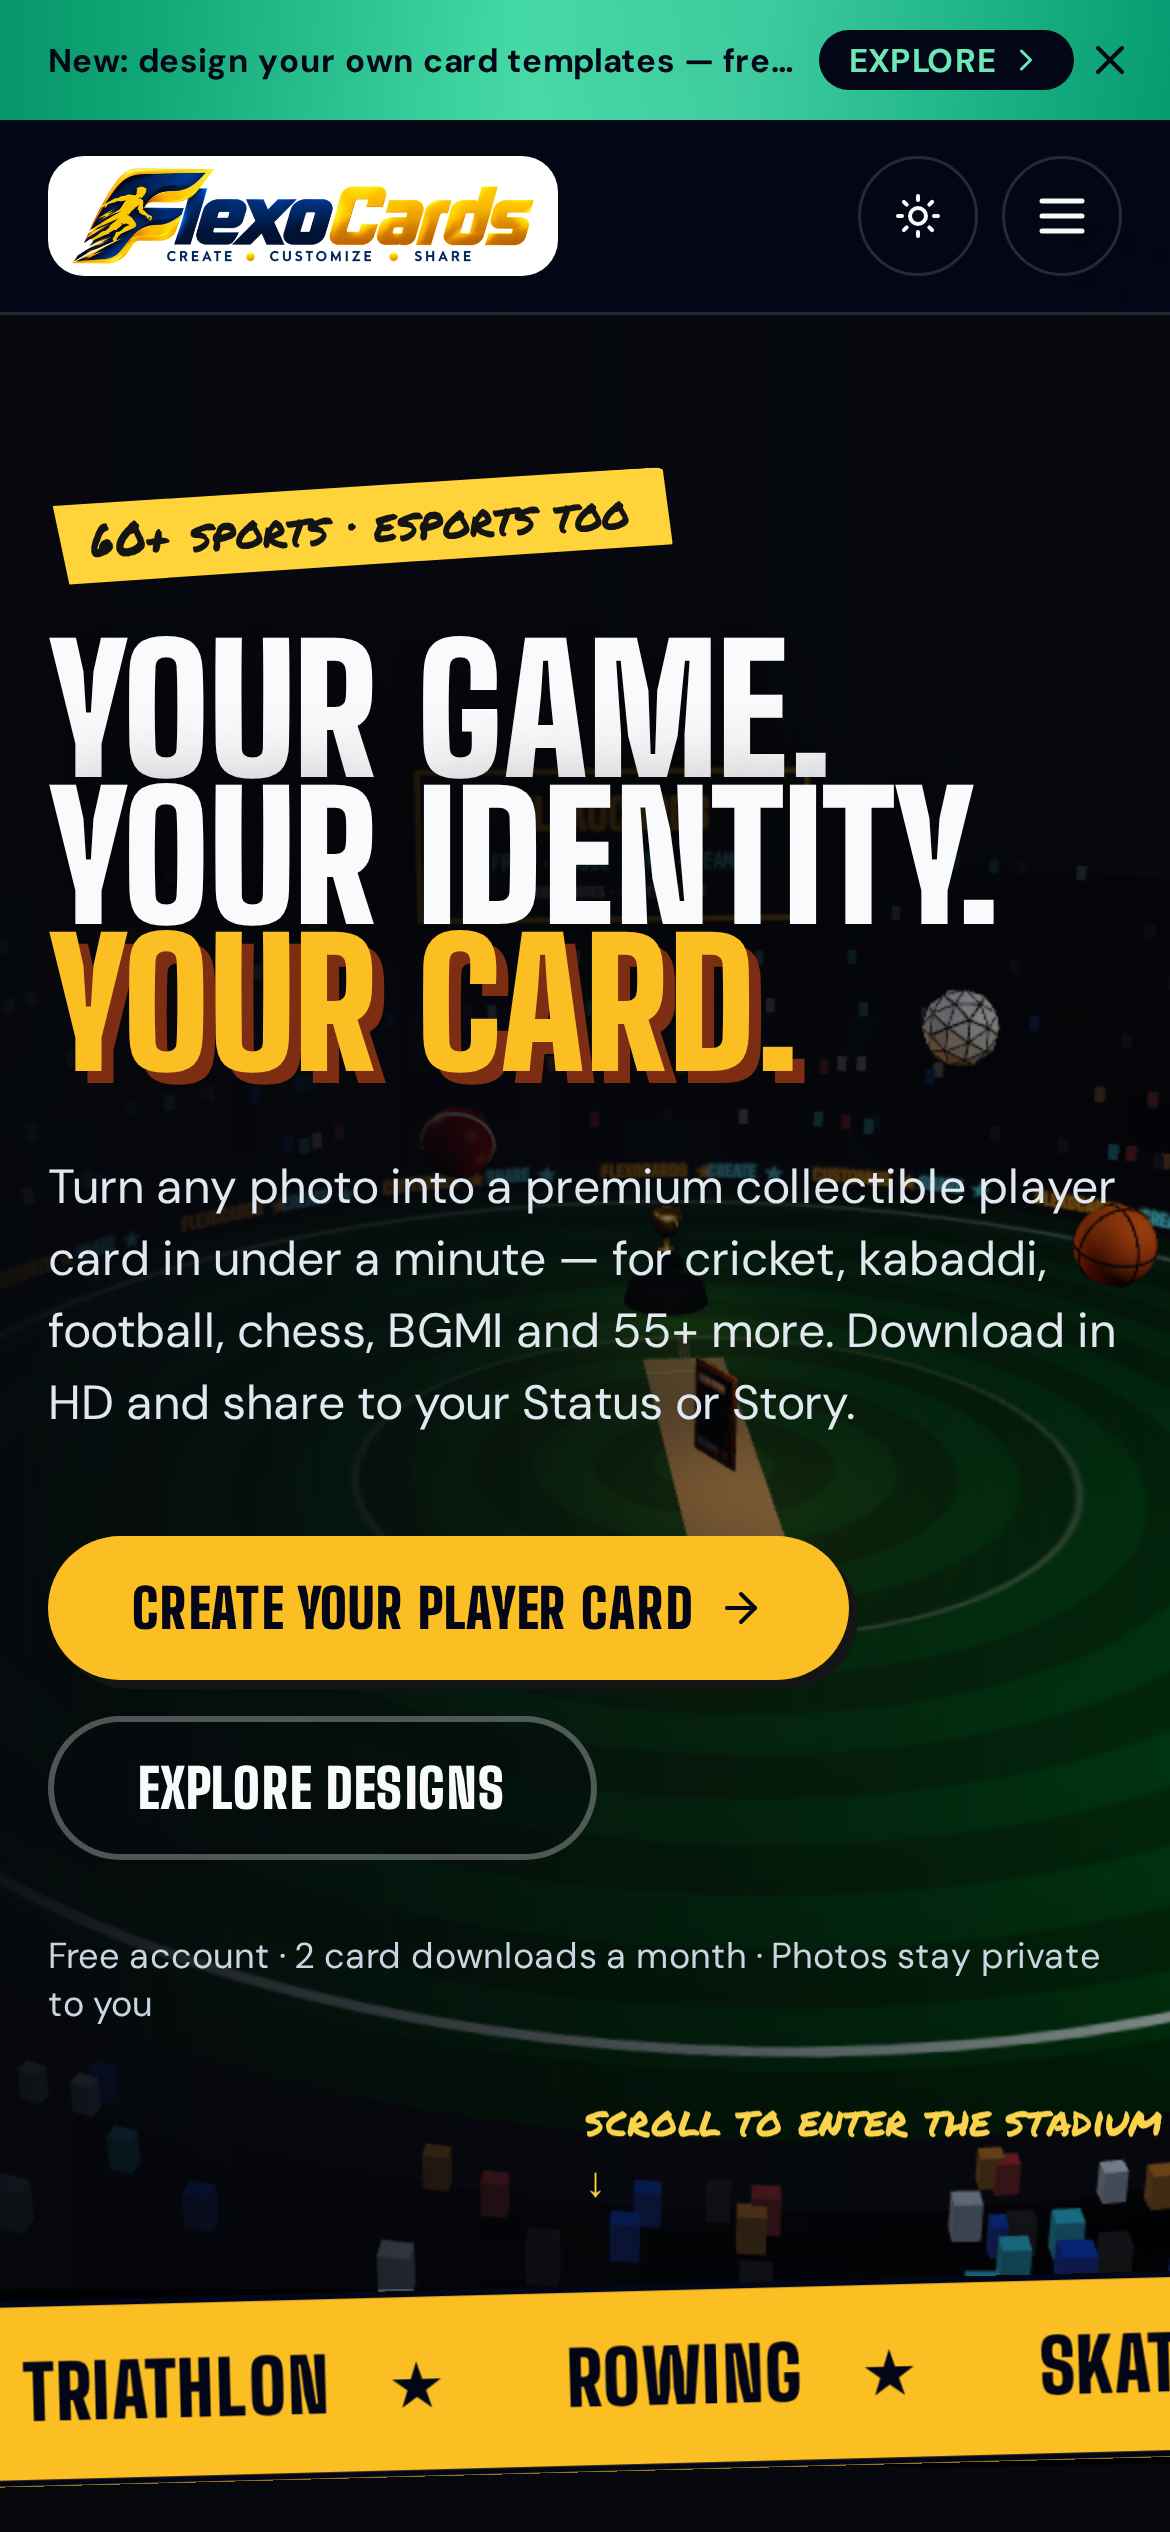 New: design your own card templates — fre...
EXPLORE
FlexoCards
CREATE • CUSTOMIZE • SHARE
60+ SPORTS · ESPORTS TOO
YOUR GAME.
YOUR IDENTITY.
YOUR CARD.
Turn any photo into a premium collectible player
card in under a minute — for cricket, kabaddi,
football, chess, BGMI and 55+ more. Download in
HD and share to your Status or Story.
CREATE YOUR PLAYER CARD →
EXPLORE DESIGNS
Free account · 2 card downloads a month · Photos stay private
to you
SCROLL TO ENTER THE STADIUM
↓
TRIATHLON ★ ROWING ★ SKAT